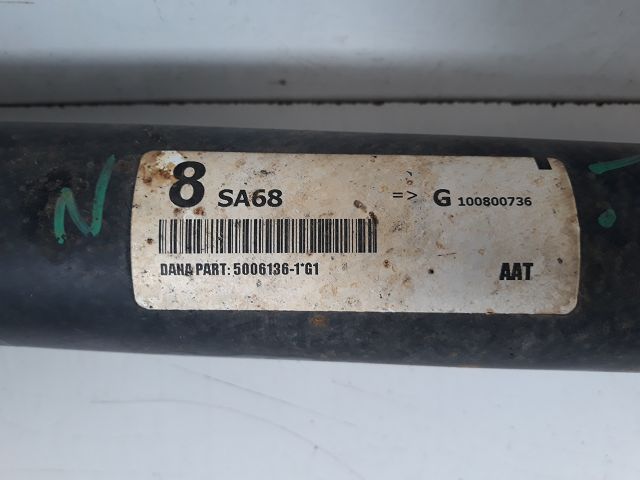 8 SA68 => G 100800736
DANA PART: 5006136-1*G1 AAT
N